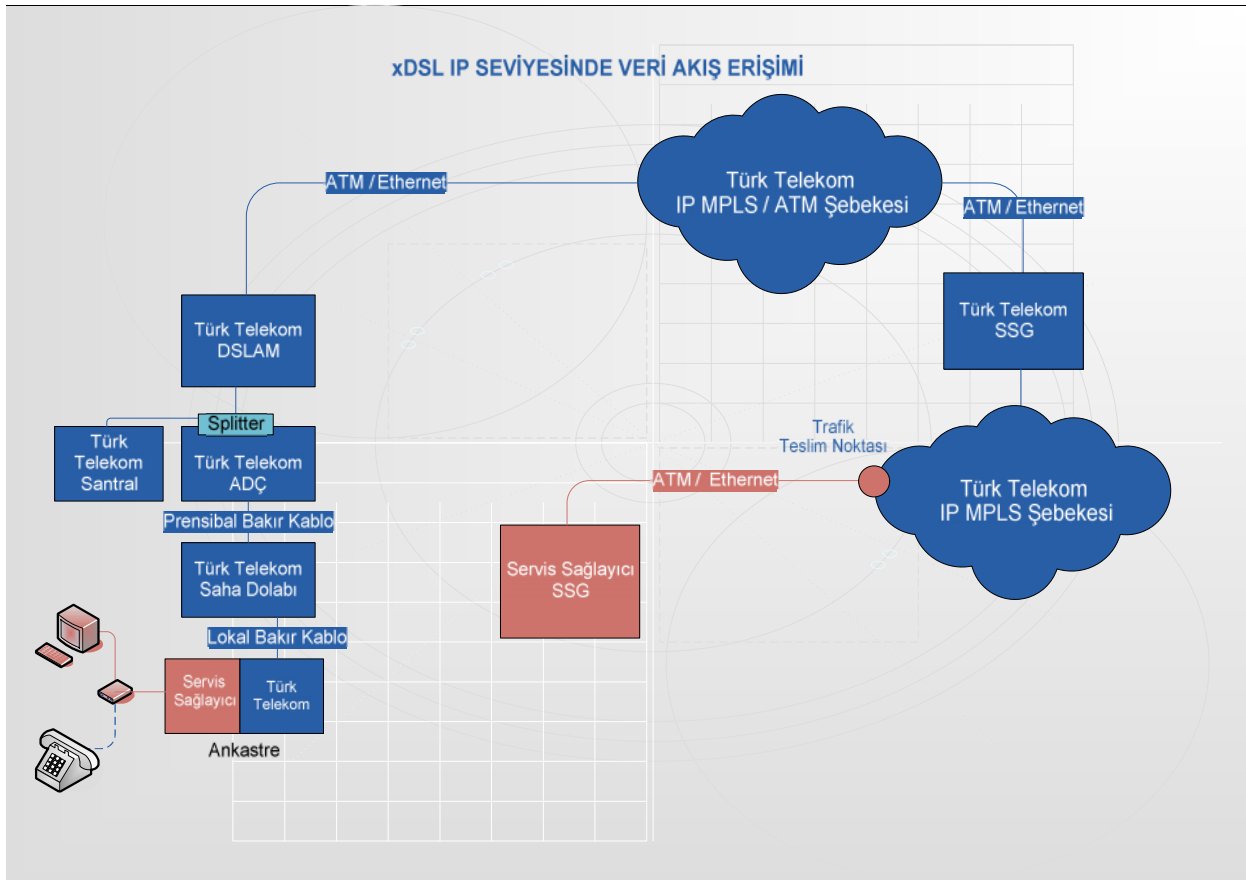 xDSL IP SEVİYESİNDE VERİ AKIŞ ERİŞİMİ
ATM / Ethernet
Türk Telekom
IP MPLS / ATM Şebekesi
ATM / Ethernet
Türk Telekom
DSLAM
Türk Telekom
SSG
Splitter
Türk
Telekom
Santral
Türk Telekom
ADÇ
Trafik
Teslim Noktası
ATM / Ethernet
Türk Telekom
IP MPLS Şebekesi
Prensibal Bakır Kablo
Türk Telekom
Saha Dolabı
Servis Sağlayıcı
SSG
Lokal Bakır Kablo
Servis
Sağlayıcı
Türk
Telekom
Ankastre